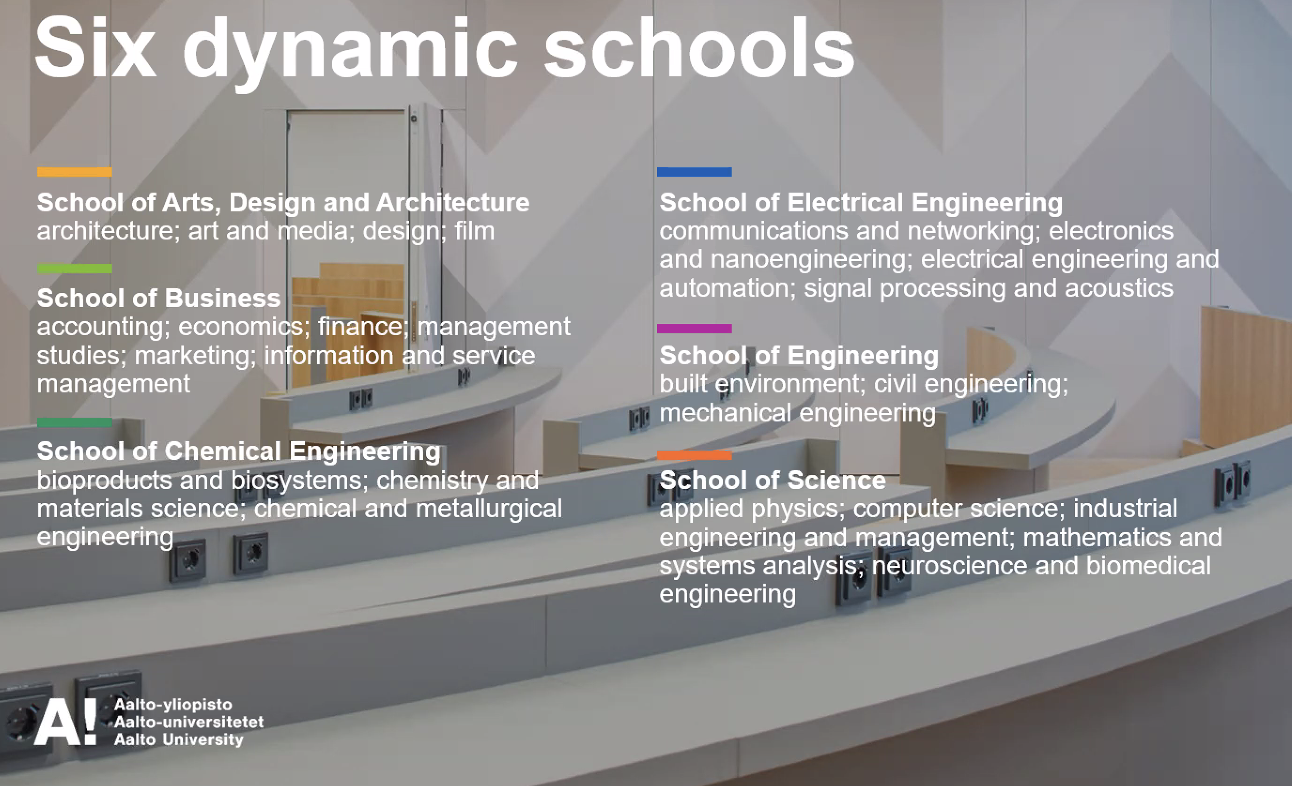 Six dynamic schools
School of Arts, Design and Architecture
architecture; art and media; design; film
School of Business
accounting; economics; finance; management
studies; marketing; information and service
management
School of Chemical Engineering
bioproducts and biosystems; chemistry and
materials science; chemical and metallurgical
engineering
School of Electrical Engineering
communications and networking; electronics
and nanoengineering; electrical engineering and
automation; signal processing and acoustics
School of Engineering
built environment; civil engineering;
mechanical engineering
School of Science
applied physics; computer science; industrial
engineering and management; mathematics and
systems analysis; neuroscience and biomedical
engineering
A!
Aalto-yliopisto
Aalto-universitetet
Aalto University